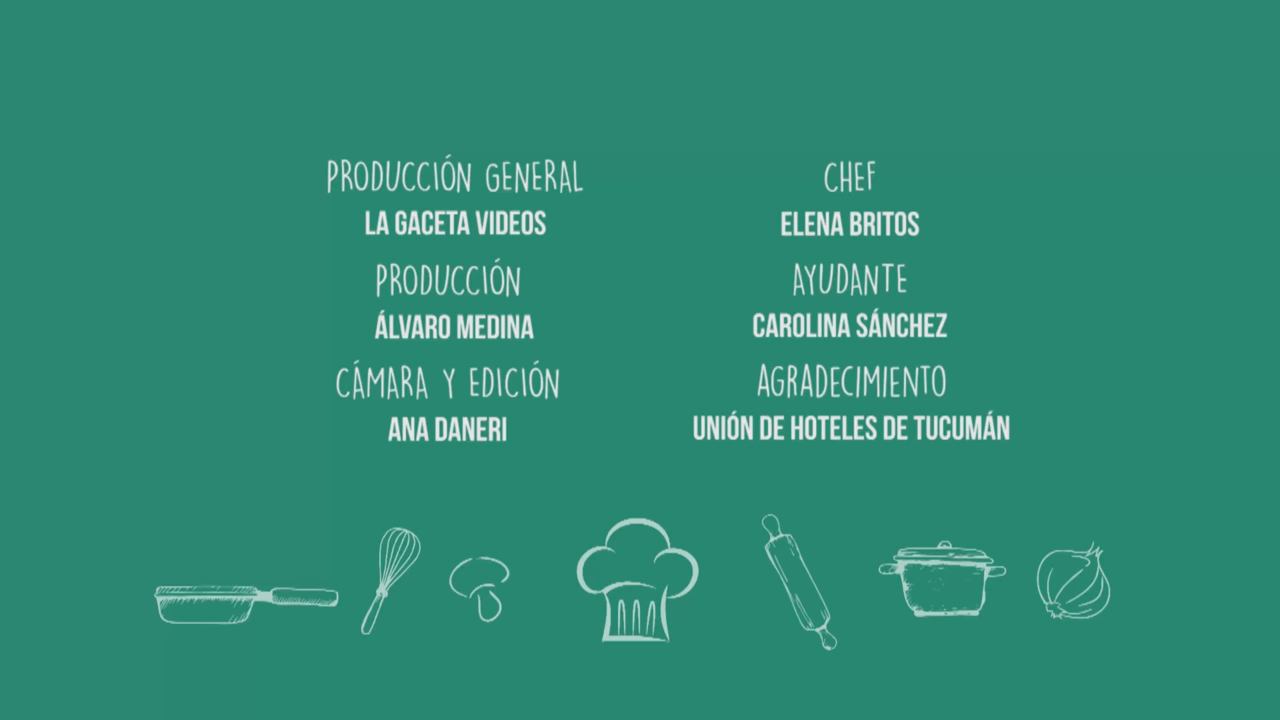 PRODUCCIÓN GENERAL
LA GACETA VIDEOS
PRODUCCIÓN
ÁLVARO MEDINA
CÁMARA Y EDICIÓN
ANA DANERI
CHEF
ELENA BRITOS
AYUDANTE
CAROLINA SÁNCHEZ
AGRADECIMIENTO
UNIÓN DE HOTELES DE TUCUMÁN